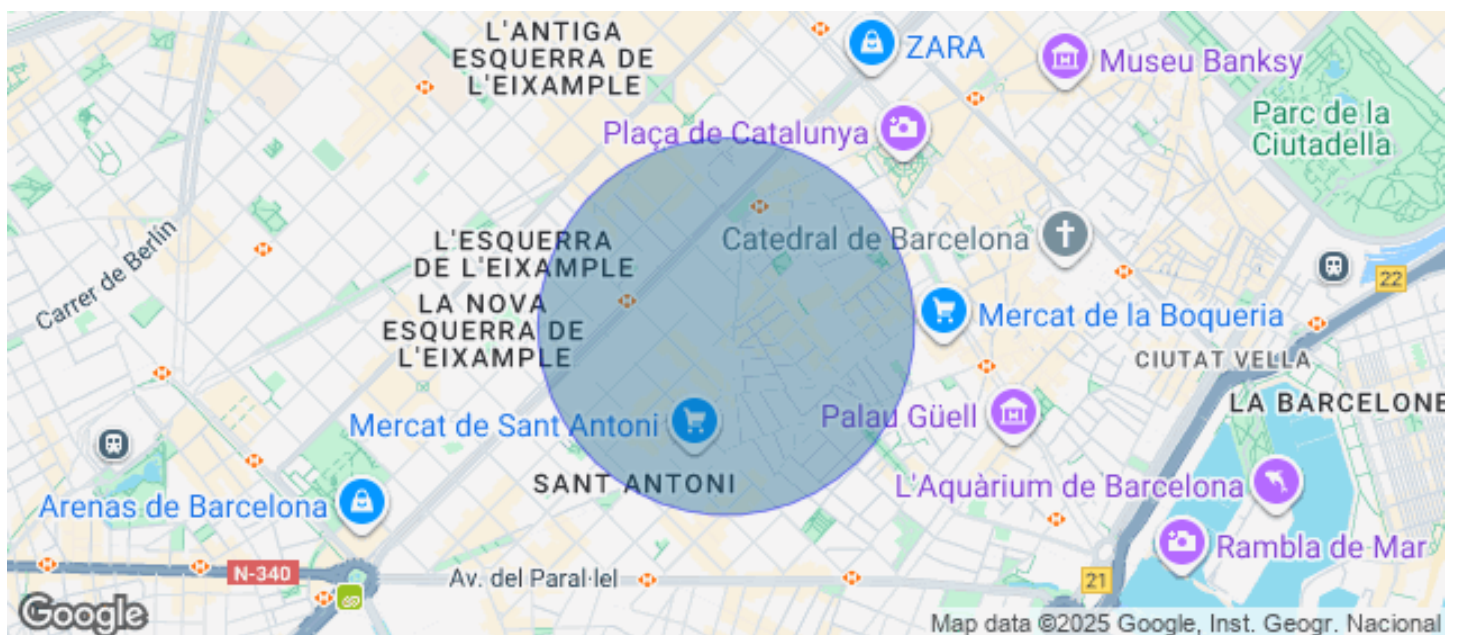 L'ANTIGA
ESQUERRA DE
L'EIXAMPLE
ZARA
Museu Banksy
Parc de la
Ciutadella
Plaça de Catalunya
Carrer de Berlín
L'ESQUERRA
DE L'EIXAMPLE
Catedral de Barcelona
22
LA NOVA
ESQUERRA DE
L'EIXAMPLE
Mercat de la Boqueria
CIUTAT VELLA
LA BARCELONE
Mercat de Sant Antoni
Palau Güell
SANT ANTONI
L'Aquàrium de Barcelona
Arenas de Barcelona
Rambla de Mar
N-340
Av. del Paral·lel
21
Google
Map data ©2025 Google, Inst. Geogr. Nacional